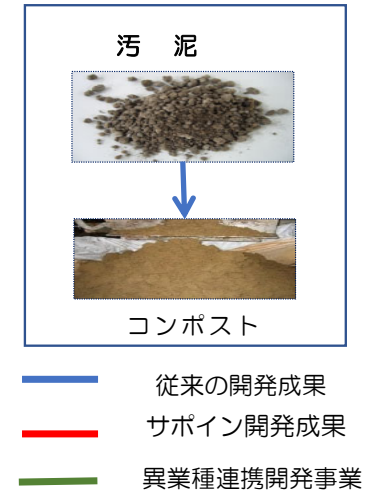 汚 泥
コンポスト
従来の開発成果
サポイン開発成果
異業種連携開発事業